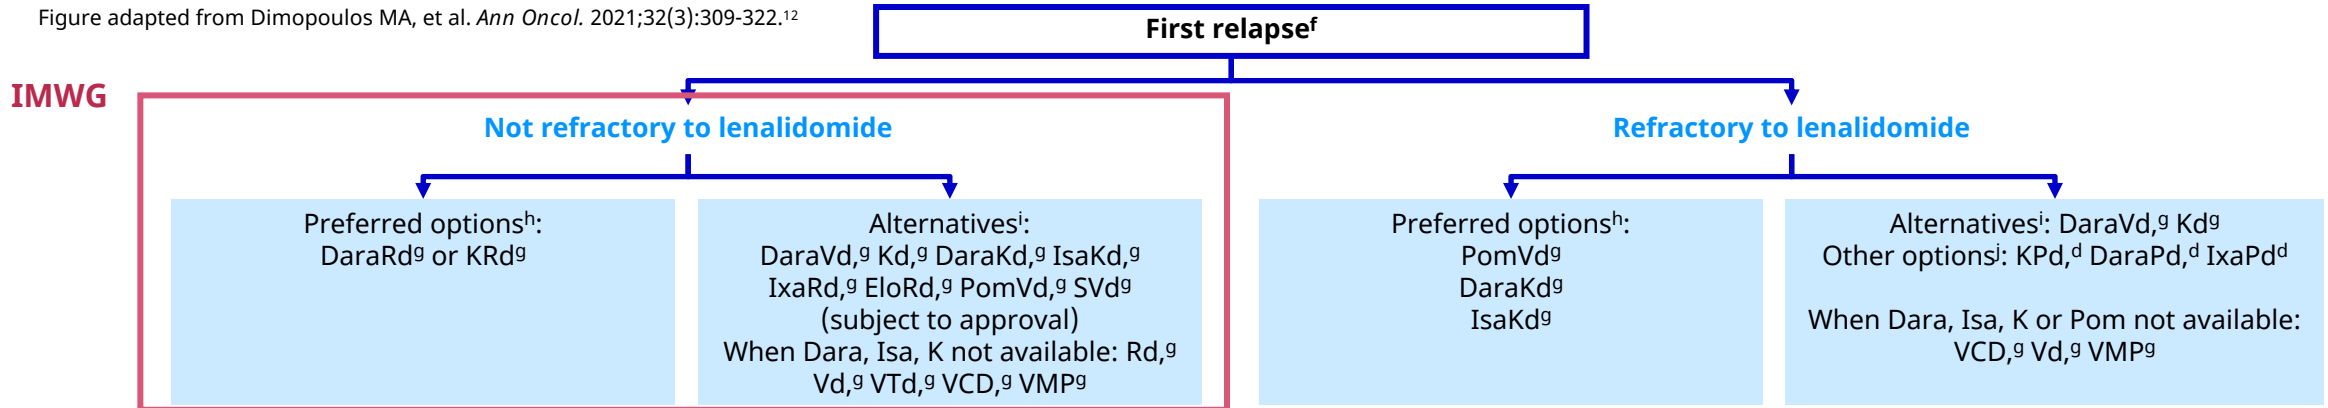 Figure adapted from Dimopoulos MA, et al. Ann Oncol. 2021;32(3):309-322.¹²
First relapseᶠ
IMWG
Not refractory to lenalidomide
Refractory to lenalidomide
Preferred optionsʰ:
DaraRdᵍ or KRdᵍ
Alternativesⁱ:
DaraVd,ᵍ Kd,ᵍ DaraKd,ᵍ IsaKd,ᵍ
IxaRd,ᵍ EloRd,ᵍ PomVd,ᵍ SVdᵍ
(subject to approval)
When Dara, Isa, K not available: Rd,ᵍ
Vd,ᵍ VTd,ᵍ VCD,ᵍ VMPᵍ
Preferred optionsʰ:
PomVdᵍ
DaraKdᵍ
IsaKdᵍ
Alternativesⁱ: DaraVd,ᵍ Kdᵍ
Other optionsʲ: KPd,ᵈ DaraPd,ᵈ IxaPdᵈ
When Dara, Isa, K or Pom not available:
VCD,ᵍ Vd,ᵍ VMPᵍ